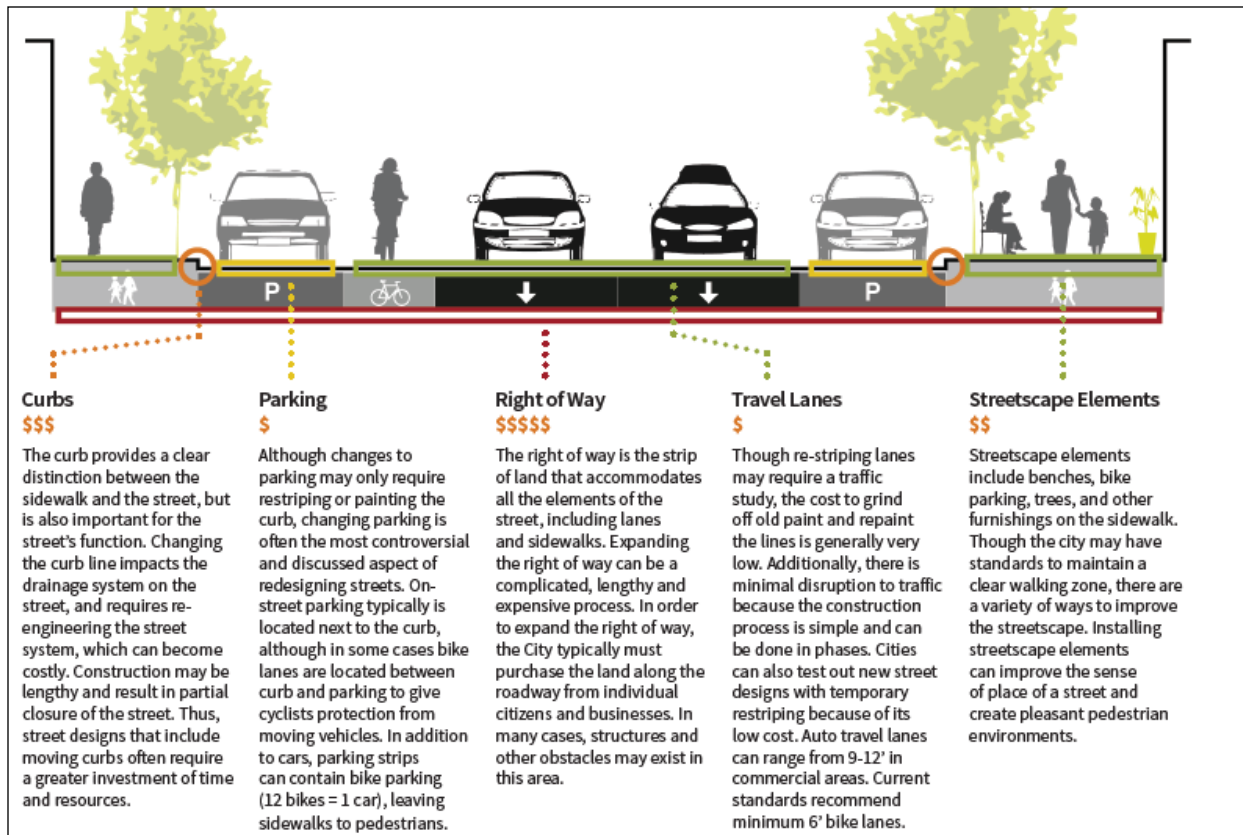 P
P
Curbs
$$$
The curb provides a clear
distinction between the
sidewalk and the street, but
is also important for the
street's function. Changing
the curb line impacts the
drainage system on the
street, and requires re-
engineering the street
system, which can become
costly. Construction may be
lengthy and result in partial
closure of the street. Thus,
street designs that include
moving curbs often require
a greater investment of time
and resources.
Parking
$
Although changes to
parking may only require
restriping or painting the
curb, changing parking is
often the most controversial
and discussed aspect of
redesigning streets. On-
street parking typically is
located next to the curb,
although in some cases bike
lanes are located between
curb and parking to give
cyclists protection from
moving vehicles. In addition
to cars, parking strips
can contain bike parking
(12 bikes = 1 car), leaving
sidewalks to pedestrians.
Right of Way
$$$$$
The right of way is the strip
of land that accommodates
all the elements of the
street, including lanes
and sidewalks. Expanding
the right of way can be a
complicated, lengthy and
expensive process. In order
to expand the right of way,
the City typically must
purchase the land along the
roadway from individual
citizens and businesses. In
many cases, structures and
other obstacles may exist in
this area.
Travel Lanes
$
Though re-striping lanes
may require a traffic
study, the cost to grind
off old paint and repaint
the lines is generally very
low. Additionally, there is
minimal disruption to traffic
because the construction
process is simple and can
be done in phases. Cities
can also test out new street
designs with temporary
restriping because of its
low cost. Auto travel lanes
can range from 9-12' in
commercial areas. Current
standards recommend
minimum 6' bike lanes.
Streetscape Elements
$$
Streetscape elements
include benches, bike
parking, trees, and other
furnishings on the sidewalk.
Though the city may have
standards to maintain a
clear walking zone, there are
a variety of ways to improve
the streetscape. Installing
streetscape elements
can improve the sense
of place of a street and
create pleasant pedestrian
environments.